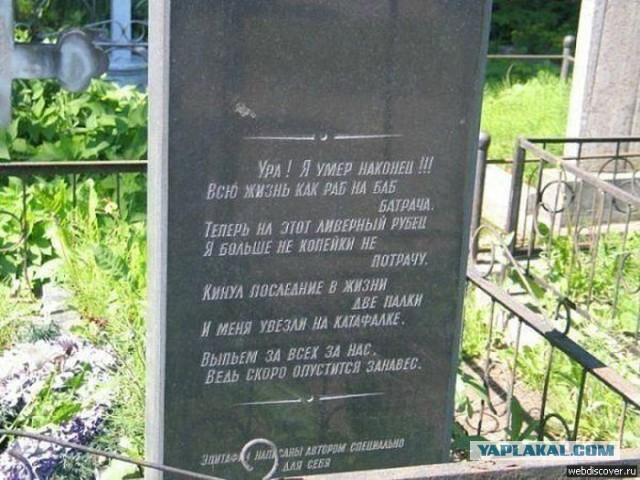 Ура! Я умер наконец!!!
Всю жизнь как раб на баб
батрача.
Теперь на этот ливерный рубец
Я больше не копейки не
потрачу.
Кинул последние в жизни
две палки
И меня увезли на катафалке.
Выпьем за всех за нас.
Ведь скоро опустится занавес.
Эпитафии написаны автором специально
для себя
YAPLAKAL.COM
webdiscover.ru